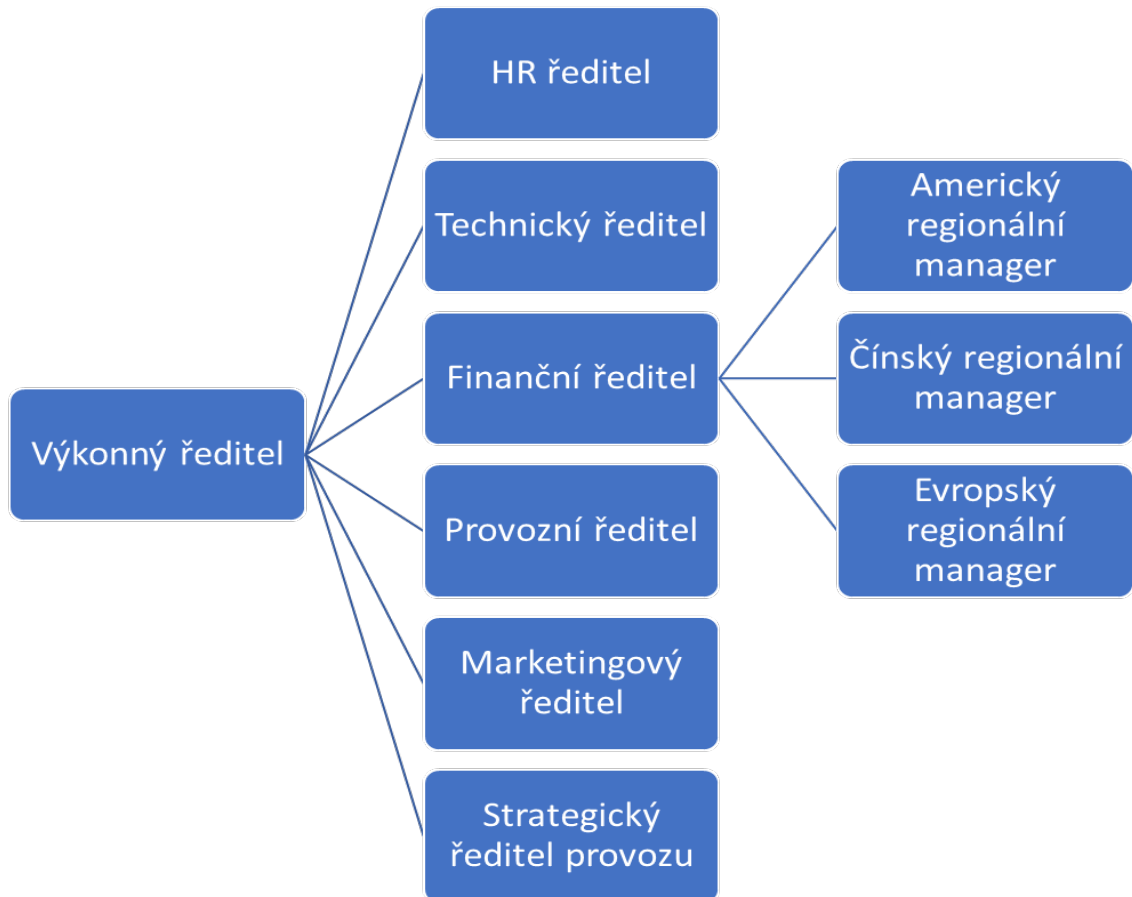 HR ředitel
Technický ředitel
Americký
regionální
manager
Finanční ředitel
Čínský regionální
manager
Výkonný ředitel
Provozní ředitel
Evropský
regionální
manager
Marketingový
ředitel
Strategický
ředitel provozu